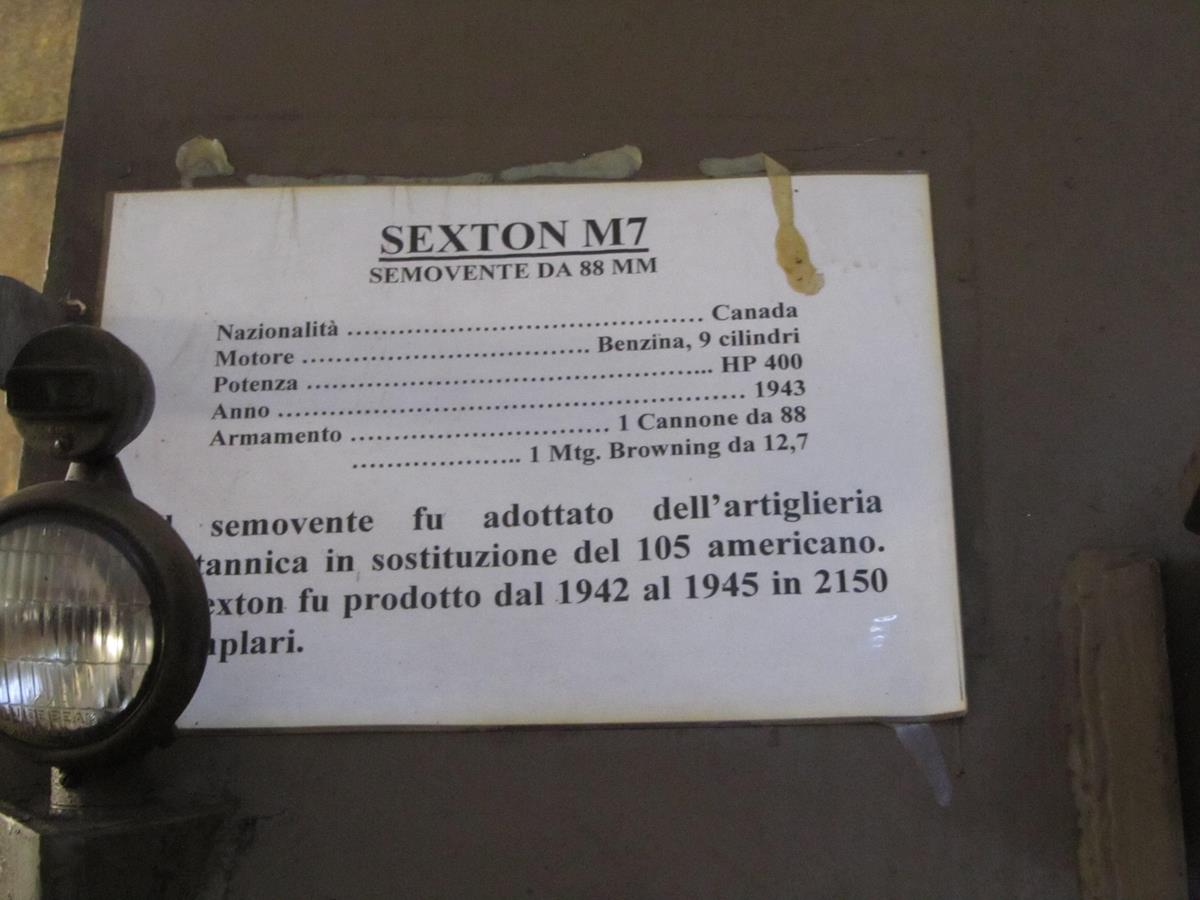 SEXTON M7
SEMOVENTE DA 88 MM
Nazionalità ........................................ Canada
Motore ................................. Benzina, 9 cilindri
Potenza ................................................ HP 400
Anno ...................................................... 1943
Armamento .............................. 1 Cannone da 88
.................... 1 Mtg. Browning da 12,7
semovente fu adottato dell'artiglieria
tannica in sostituzione del 105 americano.
exton fu prodotto dal 1942 al 1945 in 2150
plari.